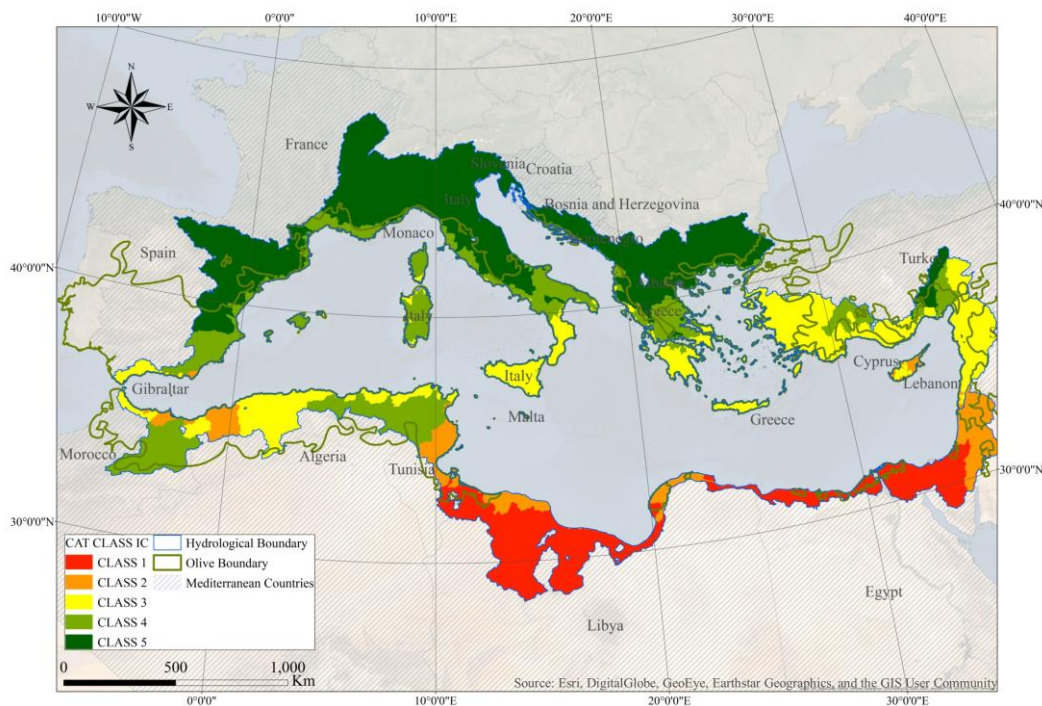 10°0'0"W
0°0'0"
10°0'0"E
20°0'0"E
30°0'0"E
40°0'0"E
N
W
E
S
France
Slovenia
Croatia
Italy
Bosnia and Herzegovina
Montenegro
Monaco
40°0'0"N
40°0'0"N
Spain
Turkey
Albania
Italy
Greece
Cyprus
Lebanon
Gibraltar
Italy
Malta
Greece
Morocco
Algeria
Tunisia
30°0'0"N
30°0'0"N
Egypt
Libya
CAT CLASS IC
CLASS 1
CLASS 2
CLASS 3
CLASS 4
CLASS 5
Hydrological Boundary
Olive Boundary
Mediterranean Countries
0
500
1,000
Km
Source: Esri, DigitalGlobe, GeoEye, Earthstar Geographics, and the GIS User Community
0°0'0"
10°0'0"E
20°0'0"E
30°0'0"E